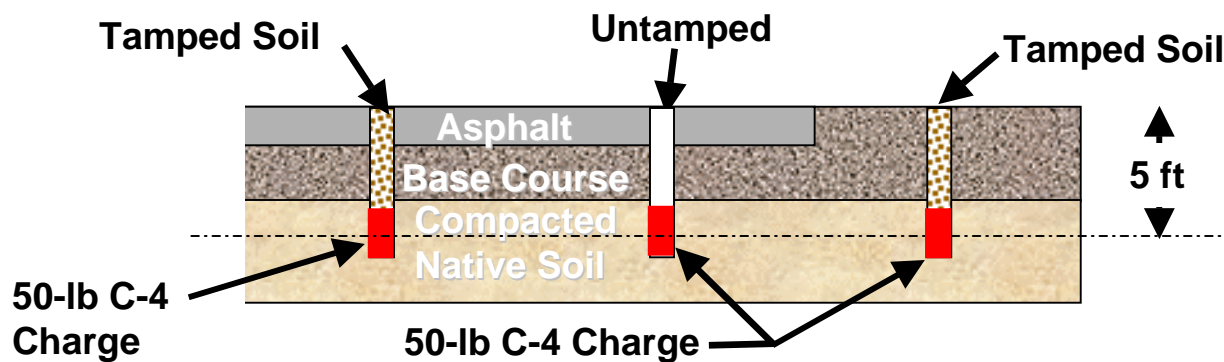 Untamped
Tamped Soil
Tamped Soil
Asphalt
Base Course
5 ft
Compacted
Native Soil
50-lb C-4
Charge
50-lb C-4 Charge